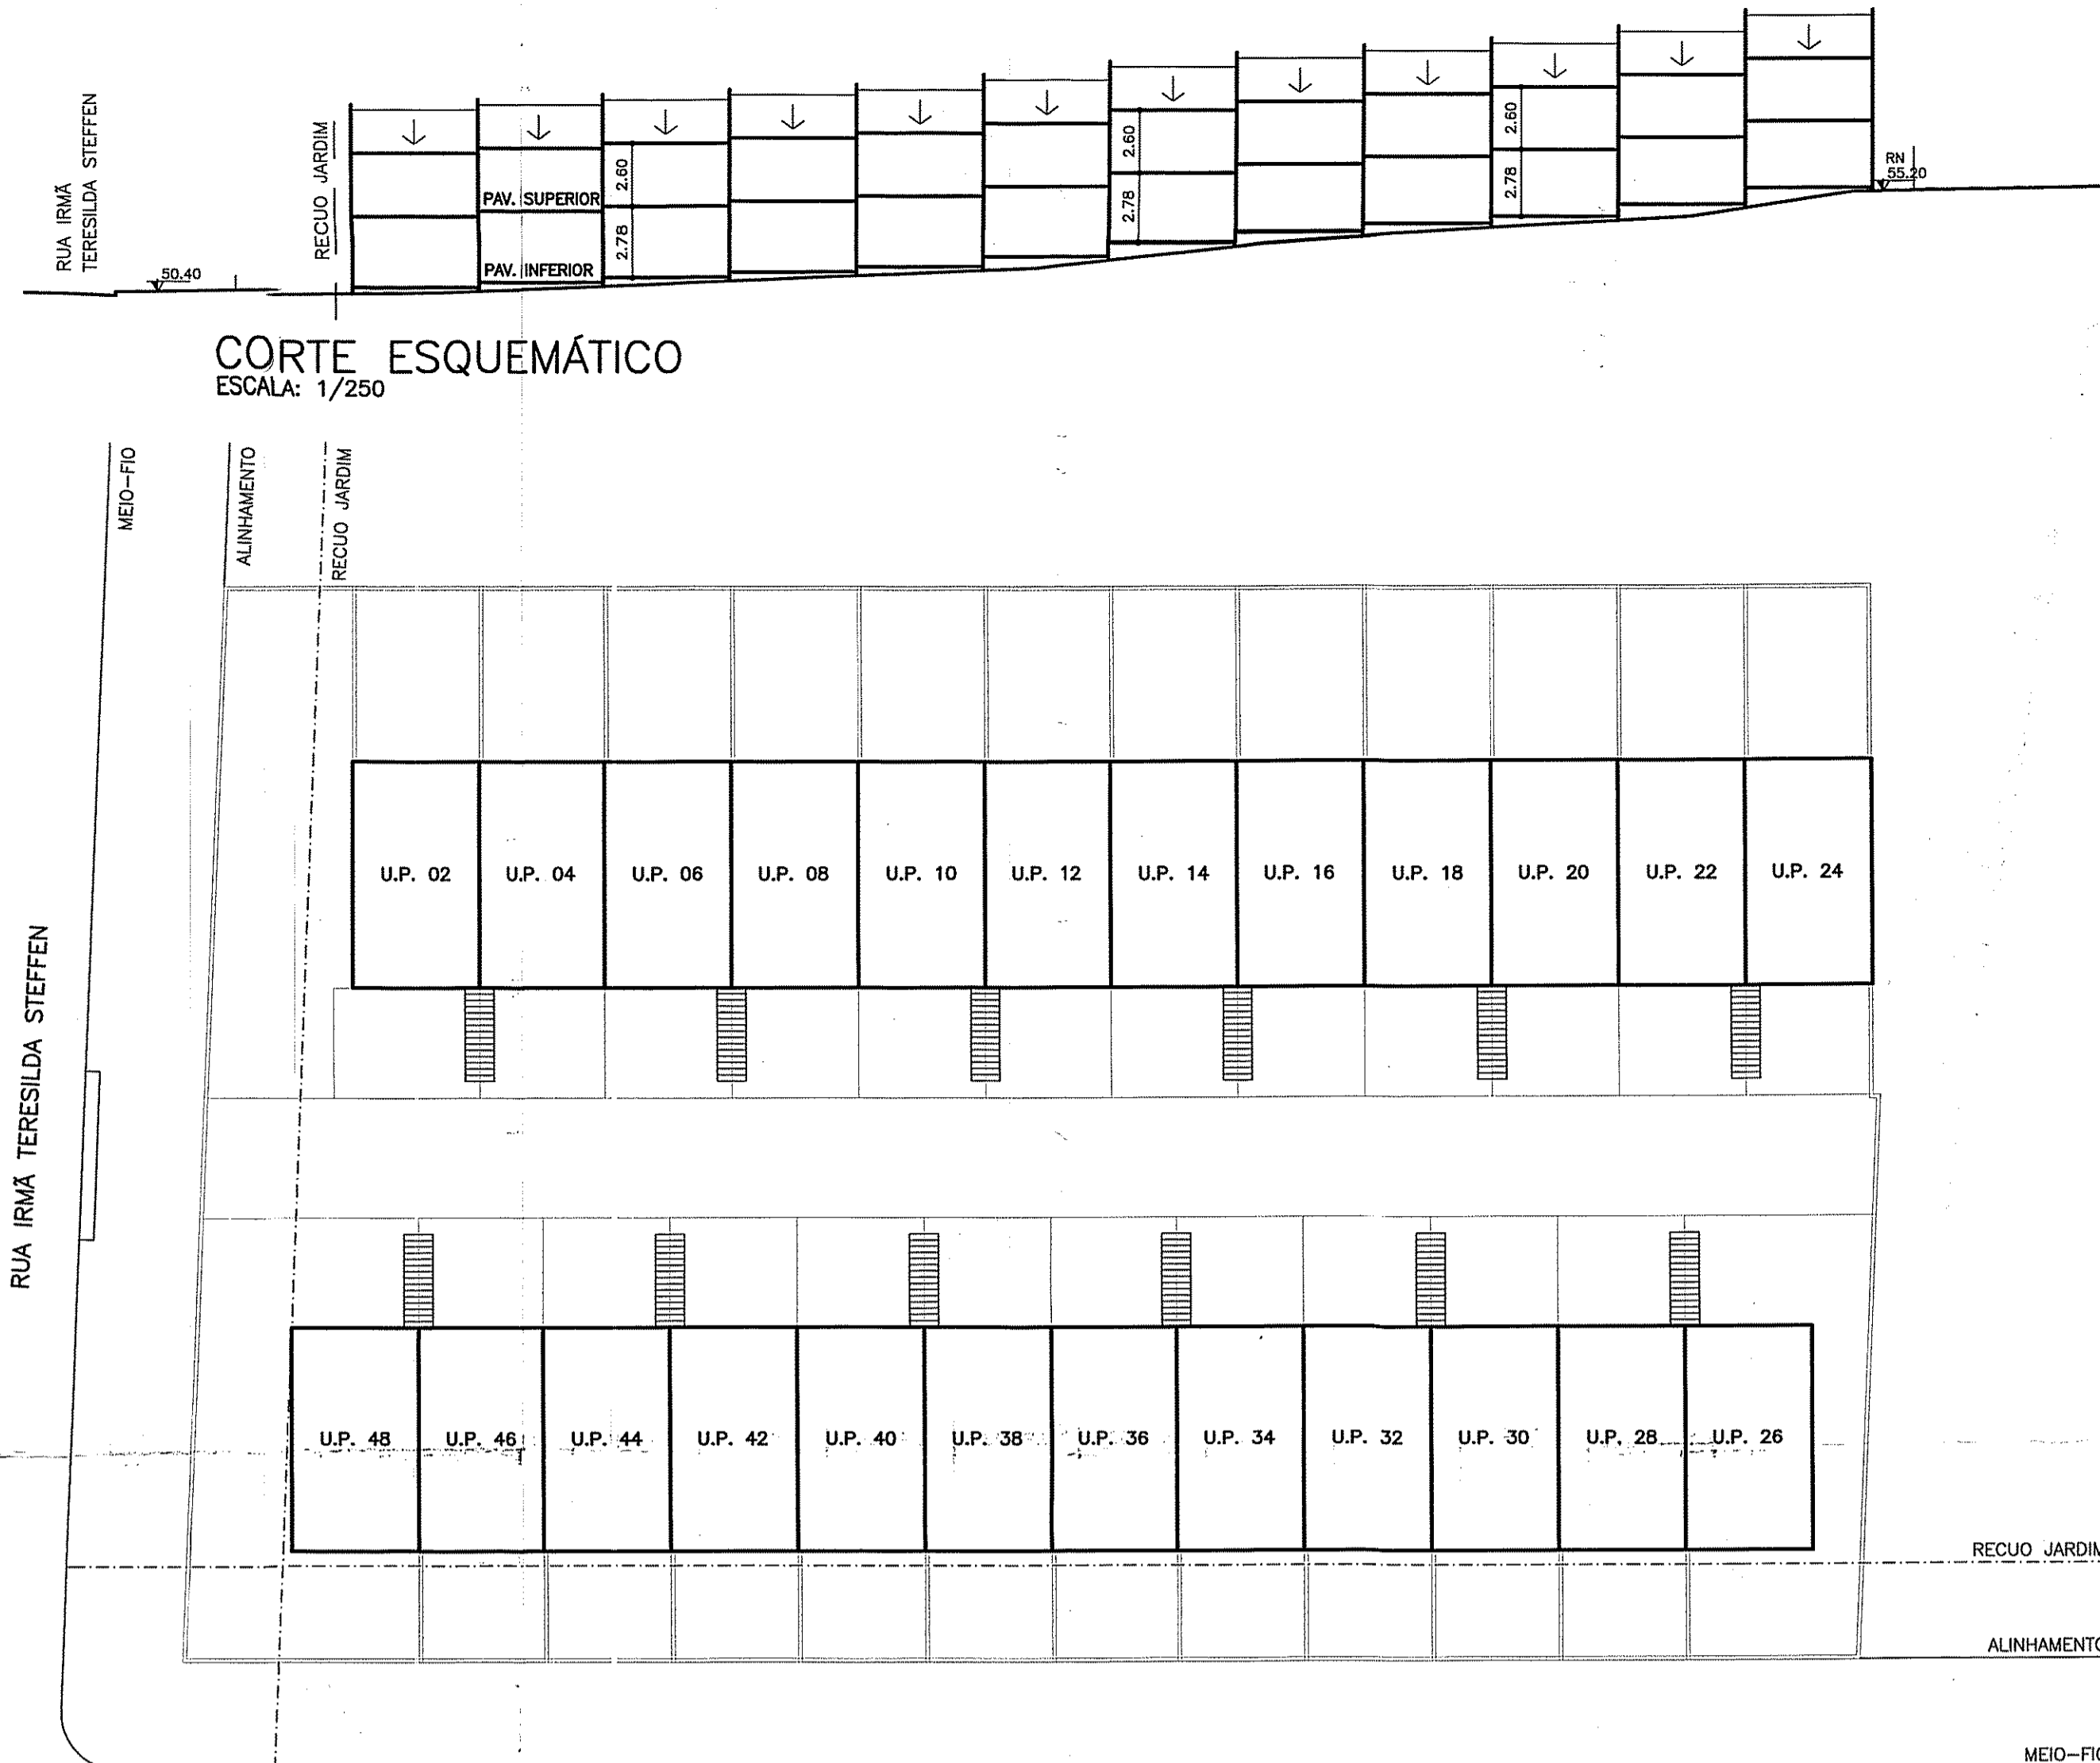 RUA IRMÃ
TERESILDA STEFFEN
RECUO JARDIM
50.40
PAV. SUPERIOR
PAV. INFERIOR
2.60
2.78
2.60
2.78
2.60
2.78
RN
55.20
CORTE ESQUEMÁTICO
ESCALA: 1/250
MEIO-FIO
ALINHAMENTO
RECUO JARDIM
RUA IRMÃ TERESILDA STEFFEN
U.P. 02
U.P. 04
U.P. 06
U.P. 08
U.P. 10
U.P. 12
U.P. 14
U.P. 16
U.P. 18
U.P. 20
U.P. 22
U.P. 24
U.P. 48
U.P. 46
U.P. 44
U.P. 42
U.P. 40
U.P. 38
U.P. 36
U.P. 34
U.P. 32
U.P. 30
U.P. 28
U.P. 26
RECUO JARDIM
ALINHAMENTO
MEIO-FIO